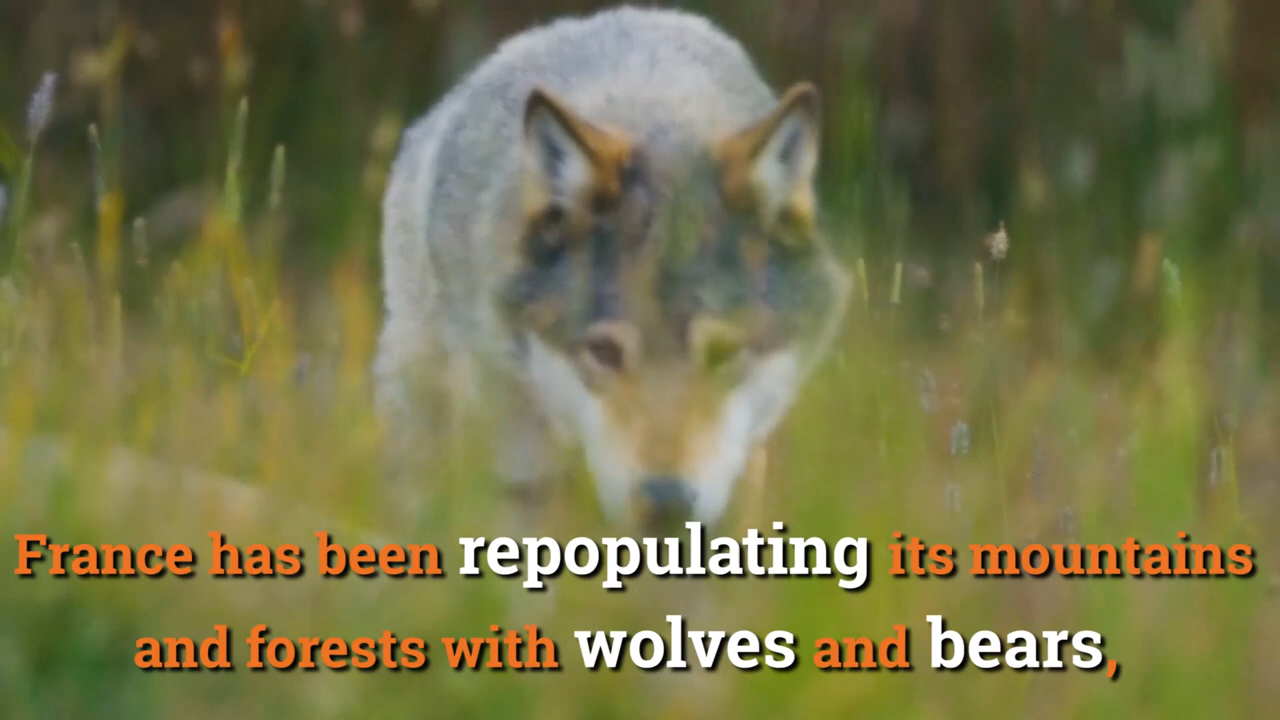 France has been repopulating its mountains
and forests with wolves and bears,